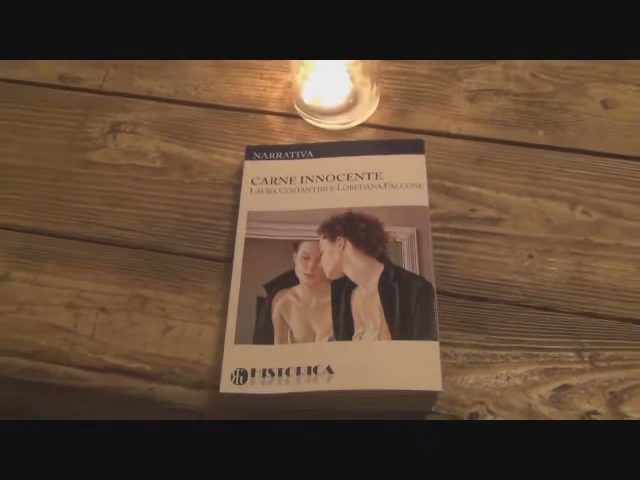 NARRATIVA
CARNE INNOCENTE
LAURA COSTANTINI E LOREDANA FALCONE
HISTORICA